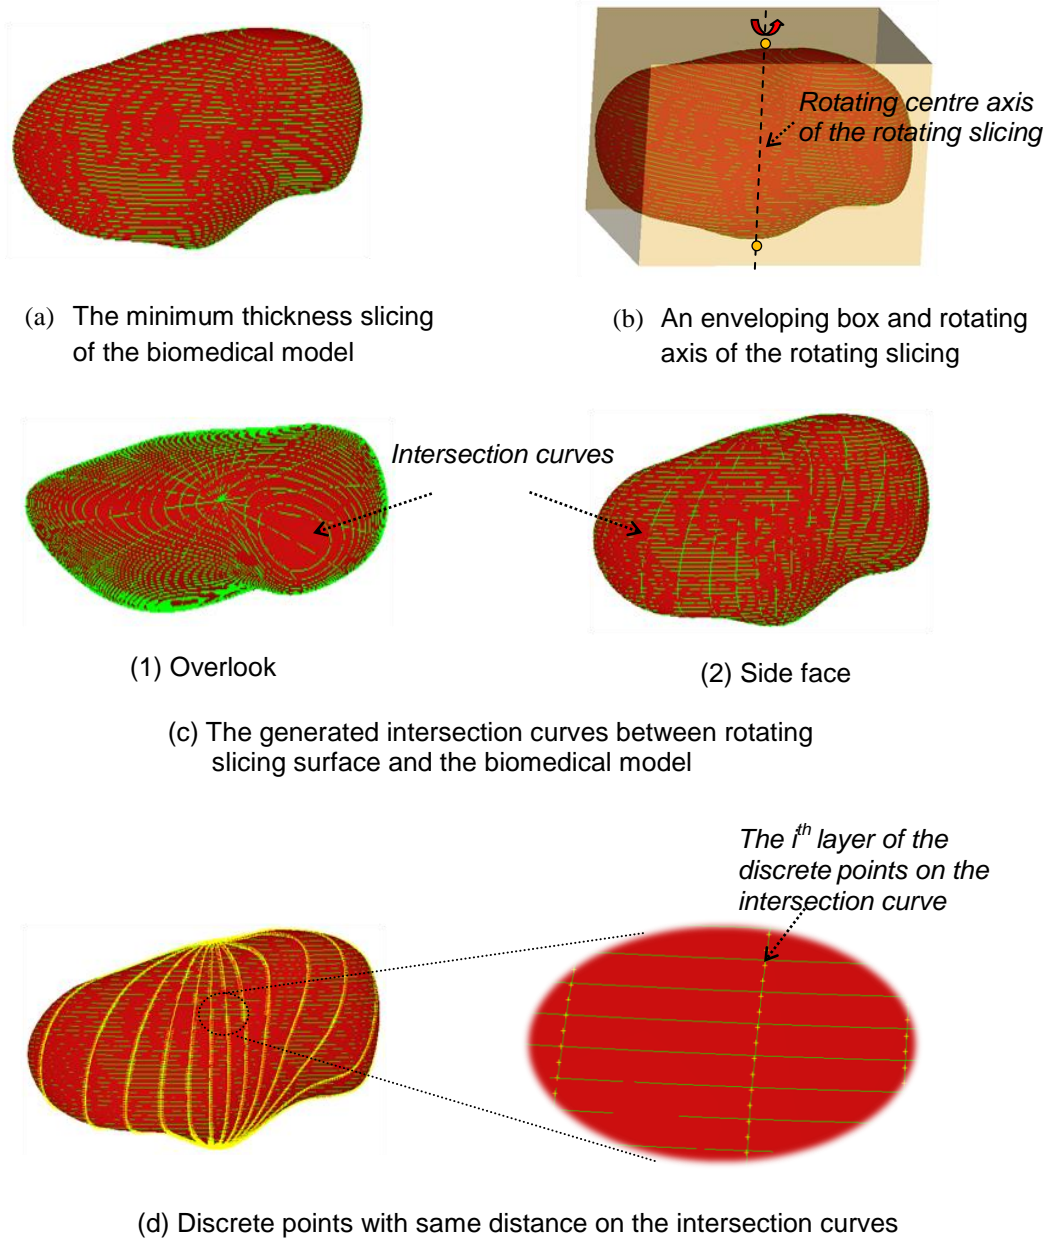 Rotating centre axis
of the rotating slicing
(a) The minimum thickness slicing
of the biomedical model
(b) An enveloping box and rotating
axis of the rotating slicing
Intersection curves
(1) Overlook
(2) Side face
(c) The generated intersection curves between rotating
slicing surface and the biomedical model
The i^th layer of the
discrete points on the
intersection curve
(d) Discrete points with same distance on the intersection curves